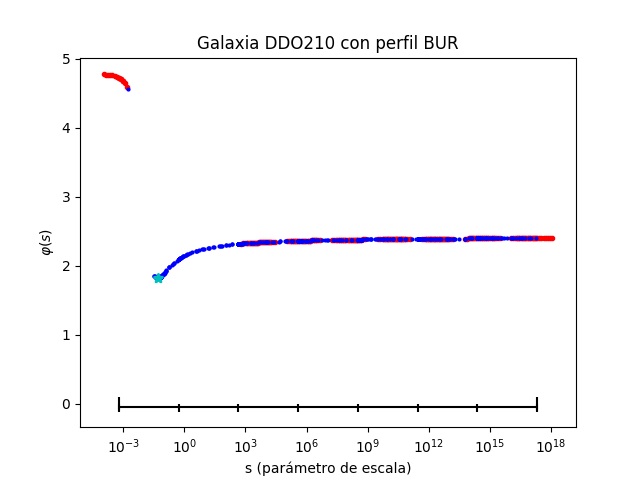 Galaxia DDO210 con perfil BUR
φ(s)
5
4
3
2
1
0
10⁻³ 10⁰ 10³ 10⁶ 10⁹ 10¹² 10¹⁵ 10¹⁸
s (parámetro de escala)